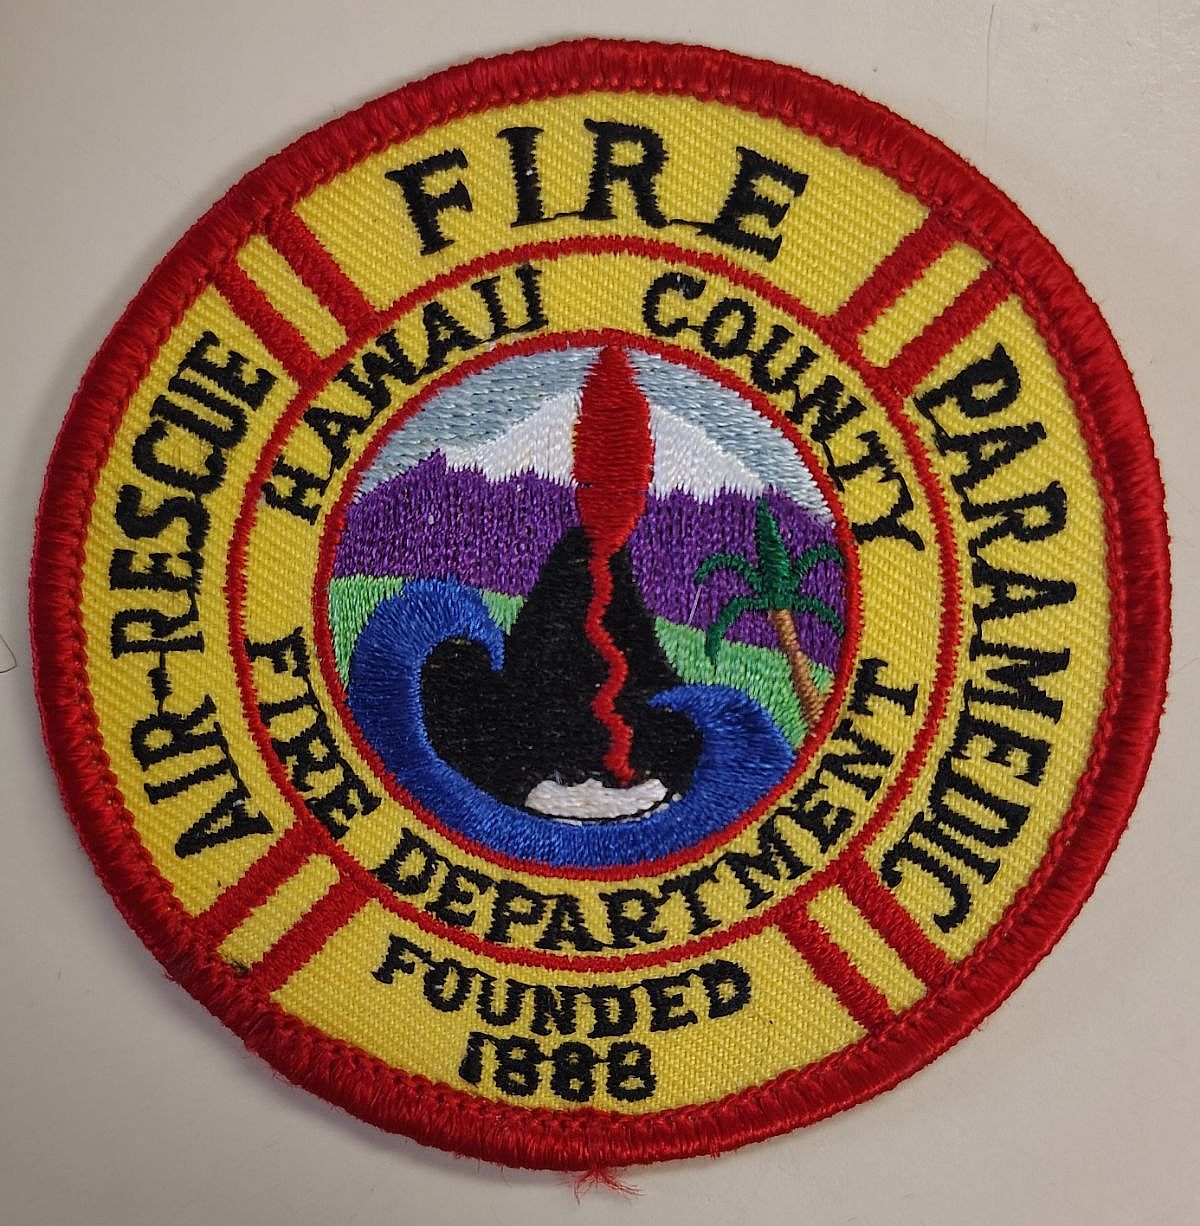 FIRE
AIR-RESCUE
PARAMEDIC
HAWAII COUNTY
FIRE DEPARTMENT
FOUNDED
1888